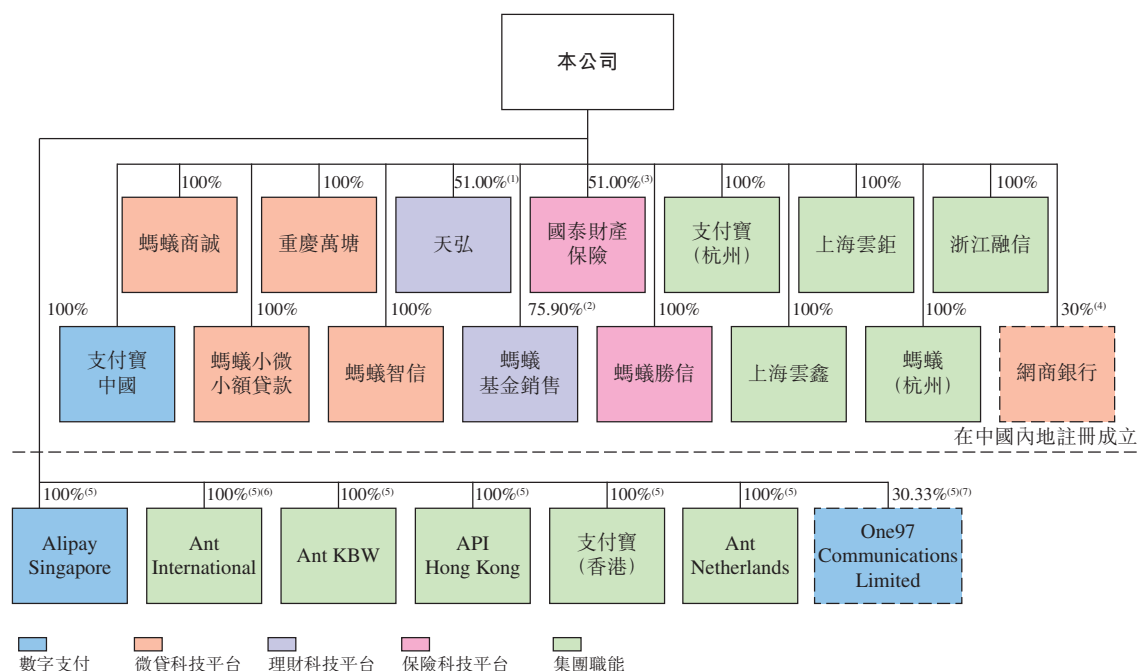 本公司
100%
100%
51.00%(1)
51.00%(3)
100%
100%
100%
螞蟻商誠
重慶萬塘
天弘
國泰財產
保險
支付寶
(杭州)
上海雲鉅
浙江融信
100%
100%
100%
75.90%(2)
100%
100%
100%
30%(4)
支付寶
中國
螞蟻小微
小額貸款
螞蟻智信
螞蟻
基金銷售
螞蟻勝信
上海雲鑫
螞蟻
(杭州)
網商銀行
在中國內地註冊成立
100%(5)
100%(5)(6)
100%(5)
100%(5)
100%(5)
100%(5)
30.33%(5)(7)
Alipay
Singapore
Ant
International
Ant KBW
API
Hong Kong
支付寶
(香港)
Ant
Netherlands
One97
Communications
Limited
數字支付
微貸科技平台
理財科技平台
保險科技平台
集團職能